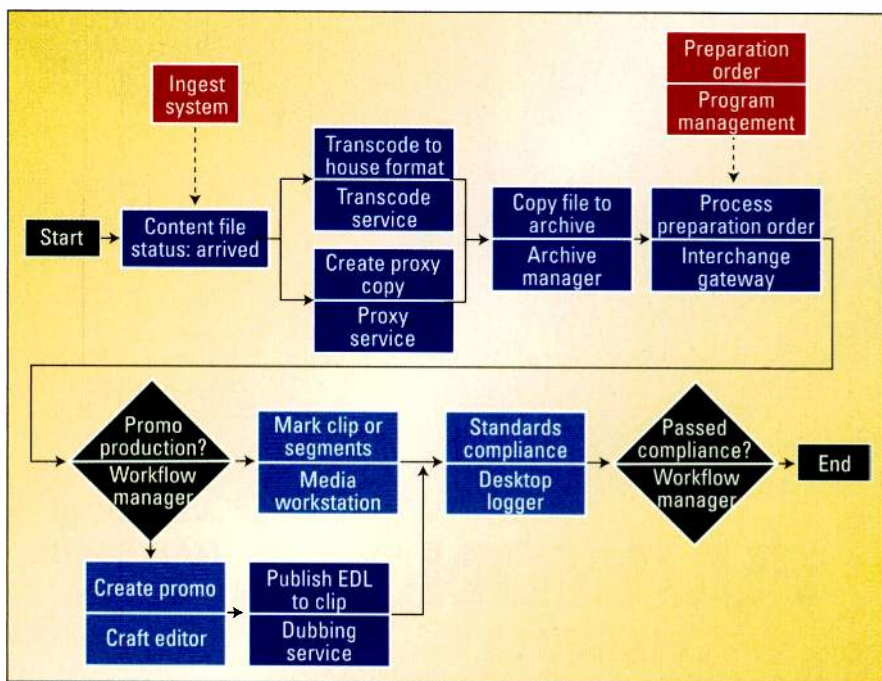 Ingest
system
Preparation
order
Program
management
Start
Content file
status: arrived
Transcode to
house format
Transcode
service
Create proxy
copy
Proxy
service
Copy file to
archive
Archive
manager
Process
preparation order
Interchange
gateway
Promo
production?
Workflow
manager
Mark clip or
segments
Media
workstation
Standards
compliance
Desktop
logger
Passed
compliance?
Workflow
manager
End
Create promo
Craft editor
Publish EDL
to clip
Dubbing
service